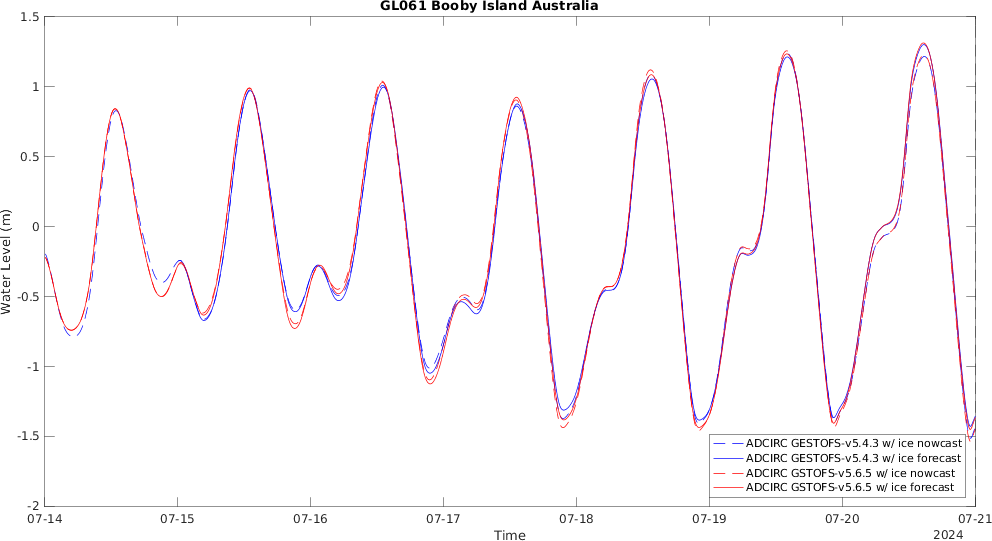 GL061 Booby Island Australia
1.5
1
0.5
0
-0.5
-1
-1.5
-2
Water Level (m)
ADCIRC GESTOFS-v5.4.3 w/ ice nowcast
ADCIRC GESTOFS-v5.4.3 w/ ice forecast
ADCIRC GSTOFS-v5.6.5 w/ ice nowcast
ADCIRC GSTOFS-v5.6.5 w/ ice forecast
07-14 07-15 07-16 07-17 07-18 07-19 07-20 07-21
Time
2024